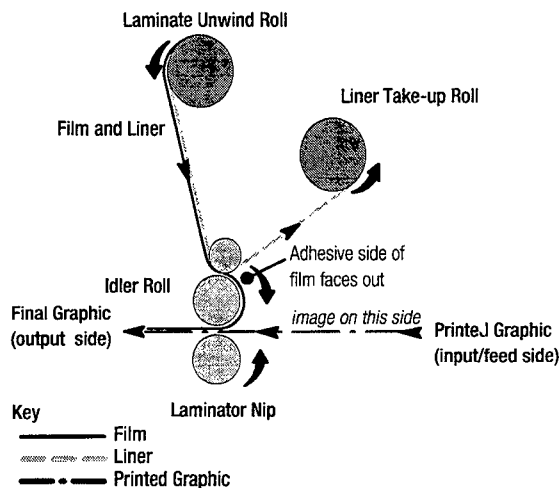 Laminate Unwind Roll
Liner Take-up Roll
Film and Liner
Adhesive side of
film faces out
Idler Roll
Final Graphic
(output side)
image on this side
Printed Graphic
(input/feed side)
Laminator Nip
Key
Film
Liner
Printed Graphic